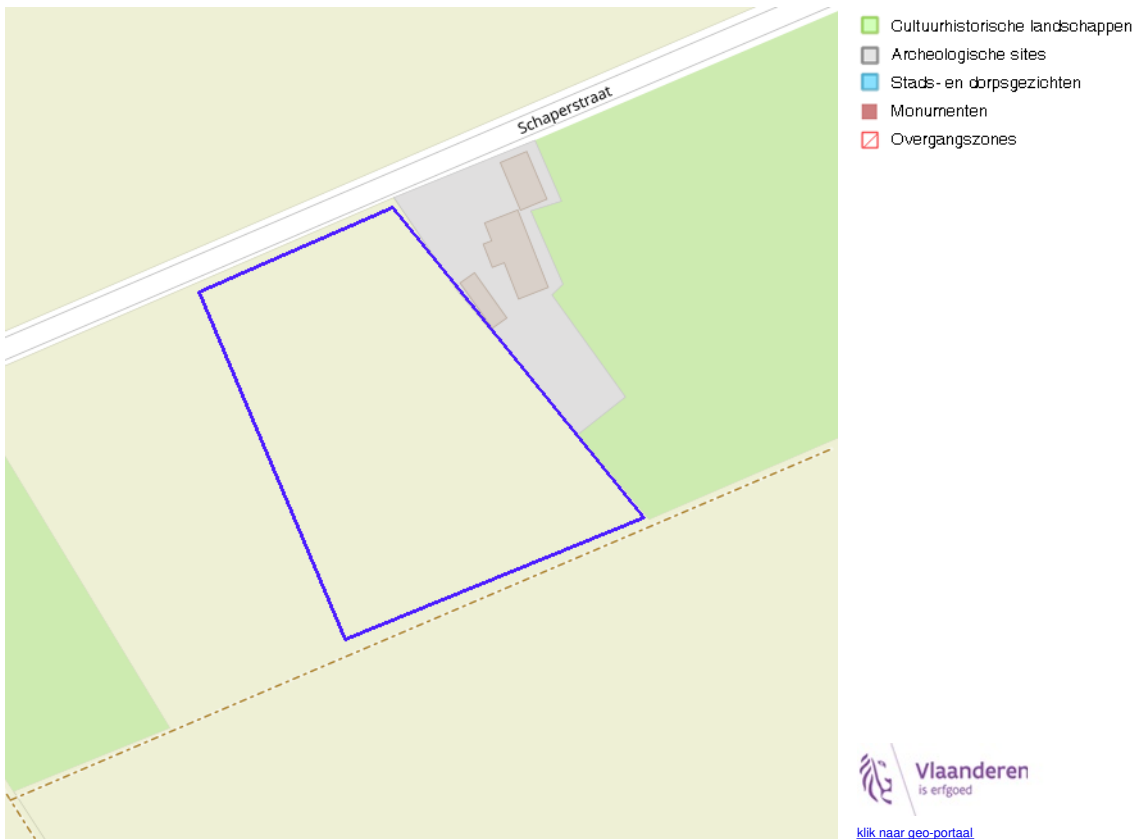 Schaperstraat
Cultuurhistorische landschappen
Archeologische sites
Stads- en dorpsgezichten
Monumenten
Overgangszones
Vlaanderen
is erfgoed
klik naar geo-portaal